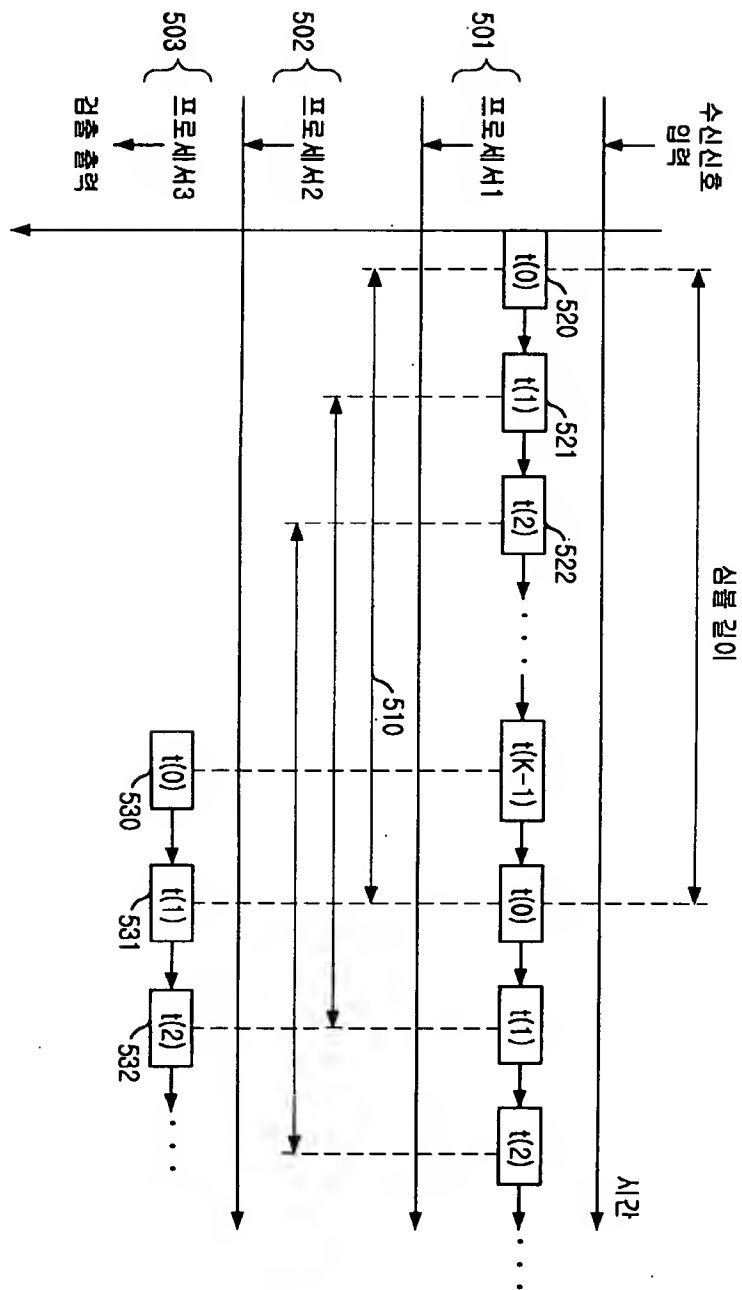 심볼 길이
시간
수신신호
입력
501
프로세서1
t(0)
520
t(1)
521
t(2)
522
. . .
t(K-1)
t(0)
t(1)
t(2)
. . .
510
502
프로세서2
503
프로세서3
t(0)
530
t(1)
531
t(2)
532
. . .
검출 출력